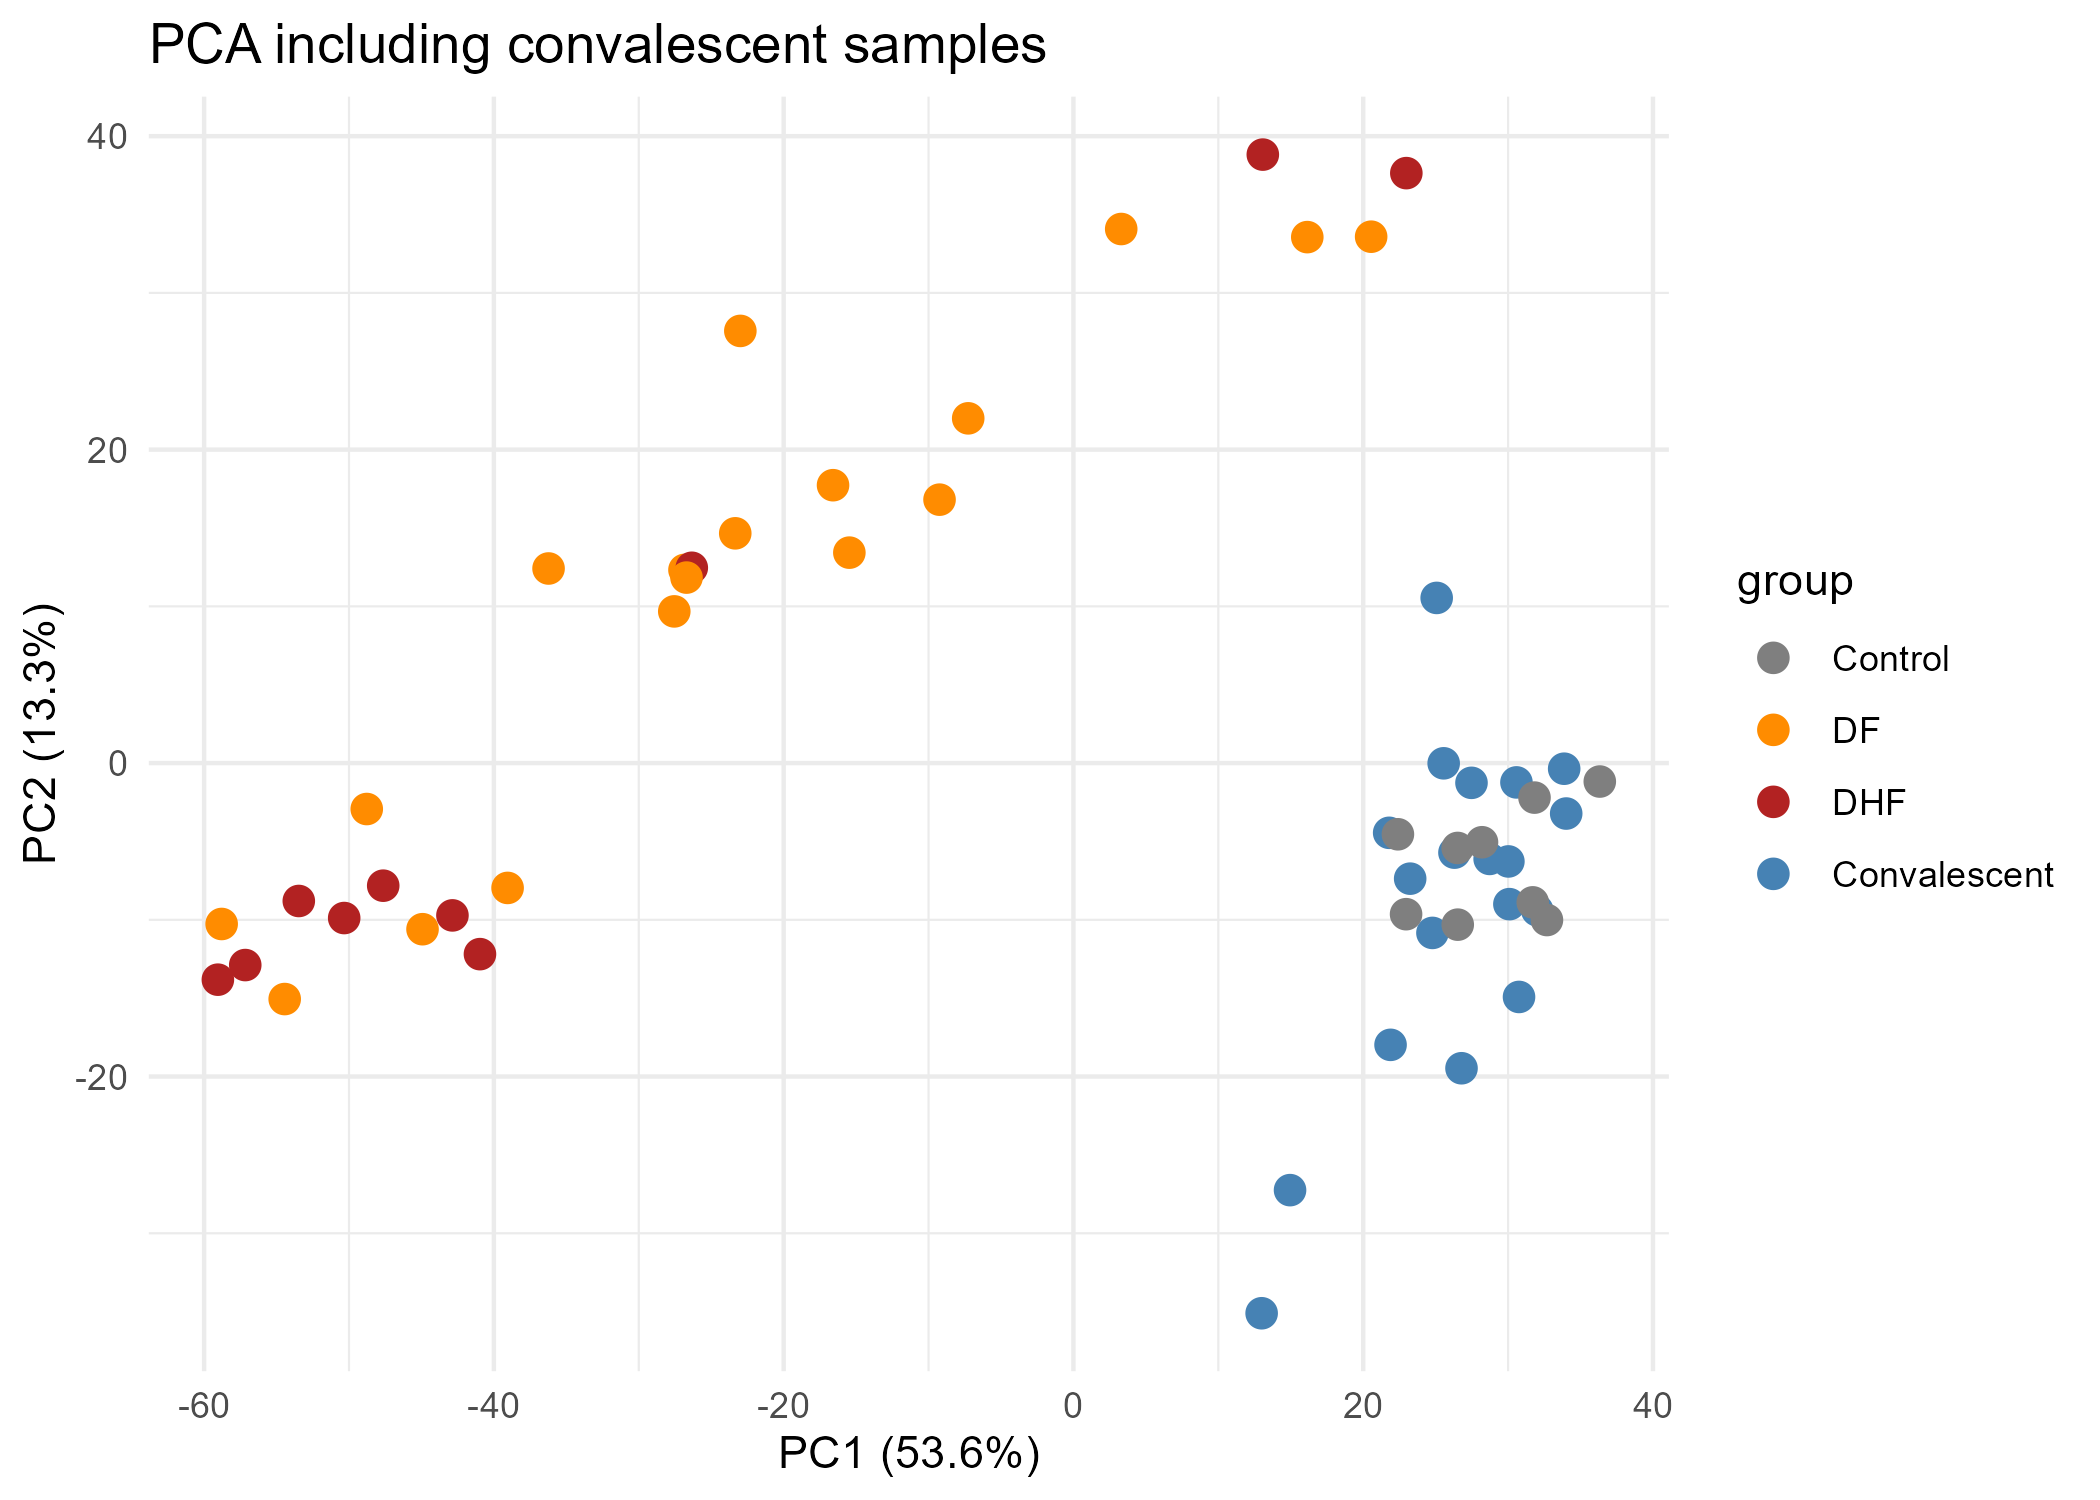 PCA including convalescent samples
40
20
0
-20
-60
-40
-20
0
20
40
PC1 (53.6%)
PC2 (13.3%)
group
Control
DF
DHF
Convalescent